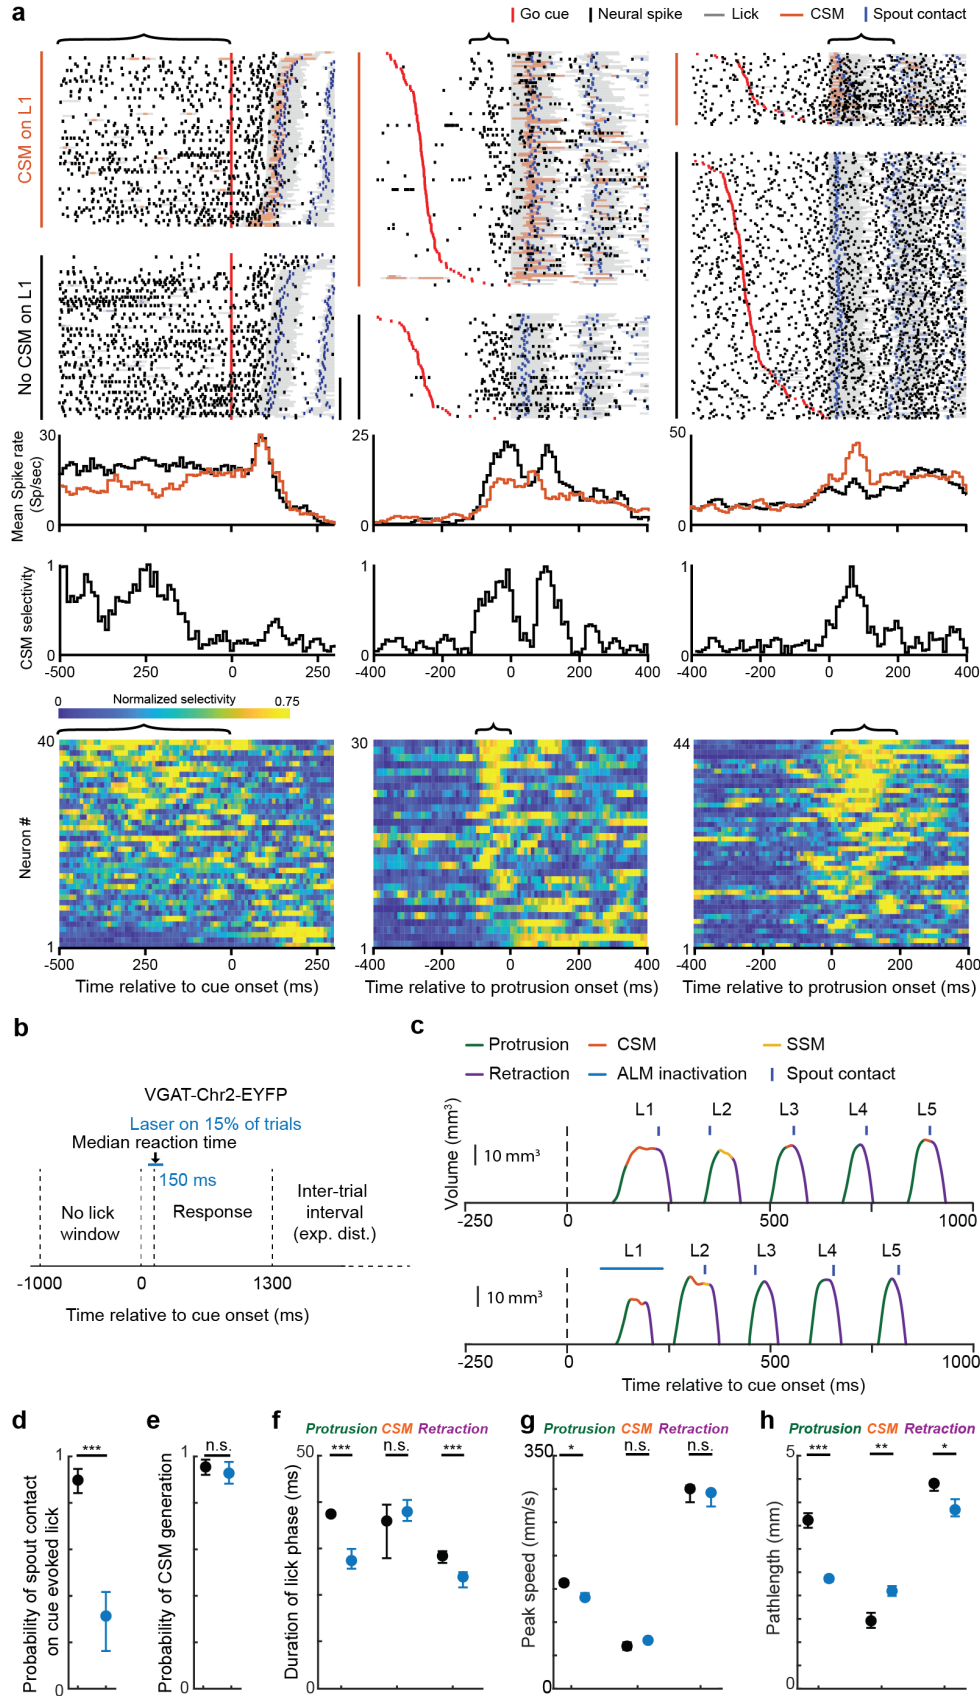 a
Go cue
Neural spike
Lick
CSM
Spout contact
CSM on L1
No CSM on L1
Mean Spike rate
(Sp/sec)
30
0
25
0
50
0
CSM selectivity
1
0
1
0
1
0
-500
250
0
250
-400
-200
0
200
400
-400
-200
0
200
400
0
Normalized selectivity
0.75
Neuron #
40
1
30
1
44
1
-500
250
0
250
-400
-200
0
200
400
-400
-200
0
200
400
Time relative to cue onset (ms)
Time relative to protrusion onset (ms)
Time relative to protrusion onset (ms)
b
VGAT-Chr2-EYFP
Laser on 15% of trials
Median reaction time
150 ms
No lick
window
Response
Inter-trial
interval
(exp. dist.)
-1000
0
1300
Time relative to cue onset (ms)
c
Protrusion
CSM
SSM
Retraction
ALM inactivation
Spout contact
Volume (mm³)
10 mm³
L1
L2
L3
L4
L5
-250
0
500
1000
10 mm³
L1
L2
L3
L4
L5
-250
0
500
1000
Time relative to cue onset (ms)
d
Probability of spout contact
on cue evoked lick
1
0
***
e
Probability of CSM generation
1
0
n.s.
f
Protrusion CSM Retraction
Duration of lick phase (ms)
50
0
***
n.s.
***
g
Protrusion CSM Retraction
Peak speed (mm/s)
350
0
*
n.s.
n.s.
h
Protrusion CSM Retraction
Pathlength (mm)
5
0
***
**
*